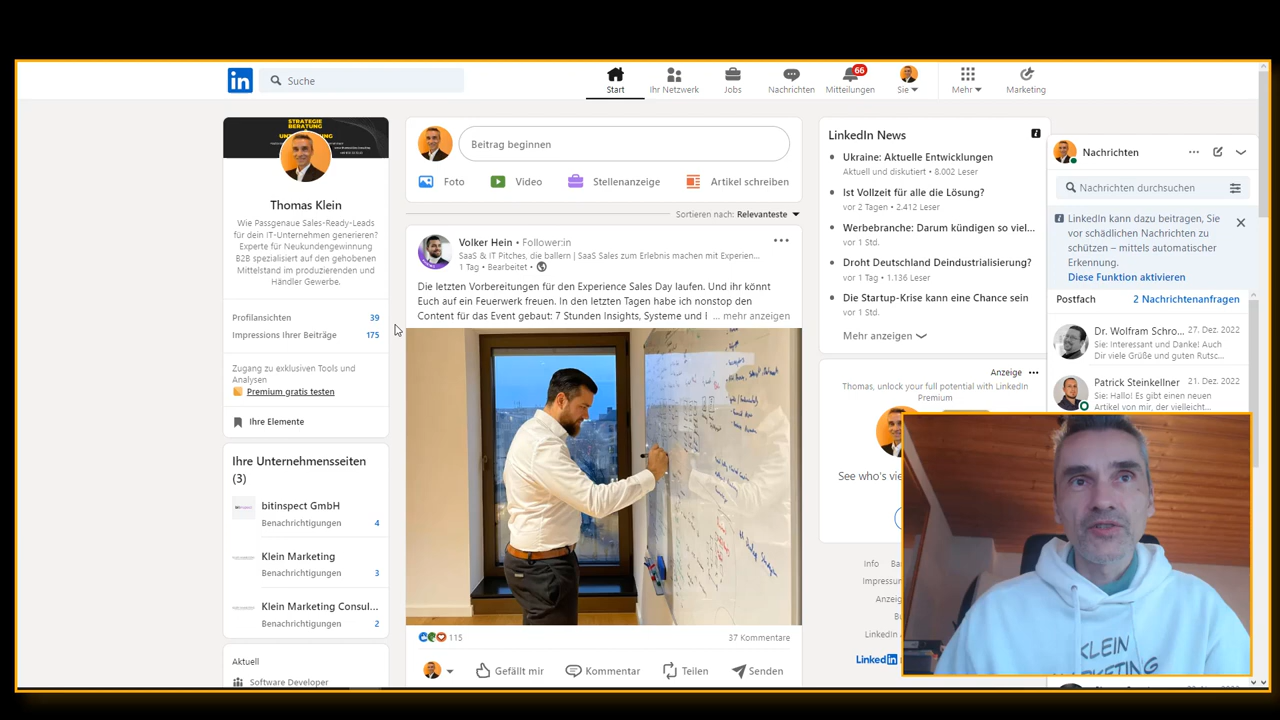 in
Suche
Start
Ihr Netzwerk
Jobs
Nachrichten
66
Mitteilungen
Sie
Mehr
Marketing
STRATEGIE
BERATUNG
Thomas Klein
Wie Passgenaue Sales-Ready-Leads
für dein IT-Unternehmen generieren?
Experte für Neukundengewinnung
B2B spezialisiert auf den gehobenen
Mittelstand im produzierenden und
Händler Gewerbe.
Profilansichten 39
Impressions Ihrer Beiträge 175
Zugang zu exklusiven Tools und
Analysen
Premium gratis testen
Ihre Elemente
Ihre Unternehmensseiten
(3)
bitinspect GmbH
Benachrichtigungen 4
Klein Marketing
Benachrichtigungen 3
Klein Marketing Consul...
Benachrichtigungen 2
Aktuell
Software Developer
Beitrag beginnen
Foto
Video
Stellenanzeige
Artikel schreiben
Sortieren nach: Relevanteste
Volker Hein • Follower:in
SaaS & IT Pitches, die ballern | SaaS Sales zum Erlebnis machen mit Experien...
1 Tag • Bearbeitet •
Die letzten Vorbereitungen für den Experience Sales Day laufen. Und ihr könnt
Euch auf ein Feuerwerk freuen. In den letzten Tagen habe ich nonstop den
Content für das Event gebaut: 7 Stunden Insights, Systeme und I ... mehr anzeigen
115
37 Kommentare
Gefällt mir
Kommentar
Teilen
Senden
LinkedIn News
Ukraine: Aktuelle Entwicklungen
Aktuell und diskutiert • 8.002 Leser
Ist Vollzeit für alle die Lösung?
vor 2 Tagen • 2.412 Leser
Werbebranche: Darum kündigen so viel...
vor 1 Std.
Droht Deutschland Deindustrialisierung?
vor 1 Tag • 1.136 Leser
Die Startup-Krise kann eine Chance sein
vor 1 Std.
Mehr anzeigen
Anzeige
Thomas, unlock your full potential with LinkedIn
Premium
See who's vie
Info
Ba
Impressu
Anzeig
LinkedIn
LinkedIn
Nachrichten
Nachrichten durchsuchen
LinkedIn kann dazu beitragen, Sie
vor schädlichen Nachrichten zu
schützen – mittels automatischer
Erkennung.
Diese Funktion aktivieren
Postfach
2 Nachrichtenanfragen
Dr. Wolfram Schro... 27. Dez. 2022
Sie: Interessant und Danke! Auch
Dir viele Grüße und guten Rutsc...
Patrick Steinkellner 21. Dez. 2022
Sie: Hallo! Es gibt einen neuen
Artikel von mir, der vielleicht...
KLEIN
MARKETING